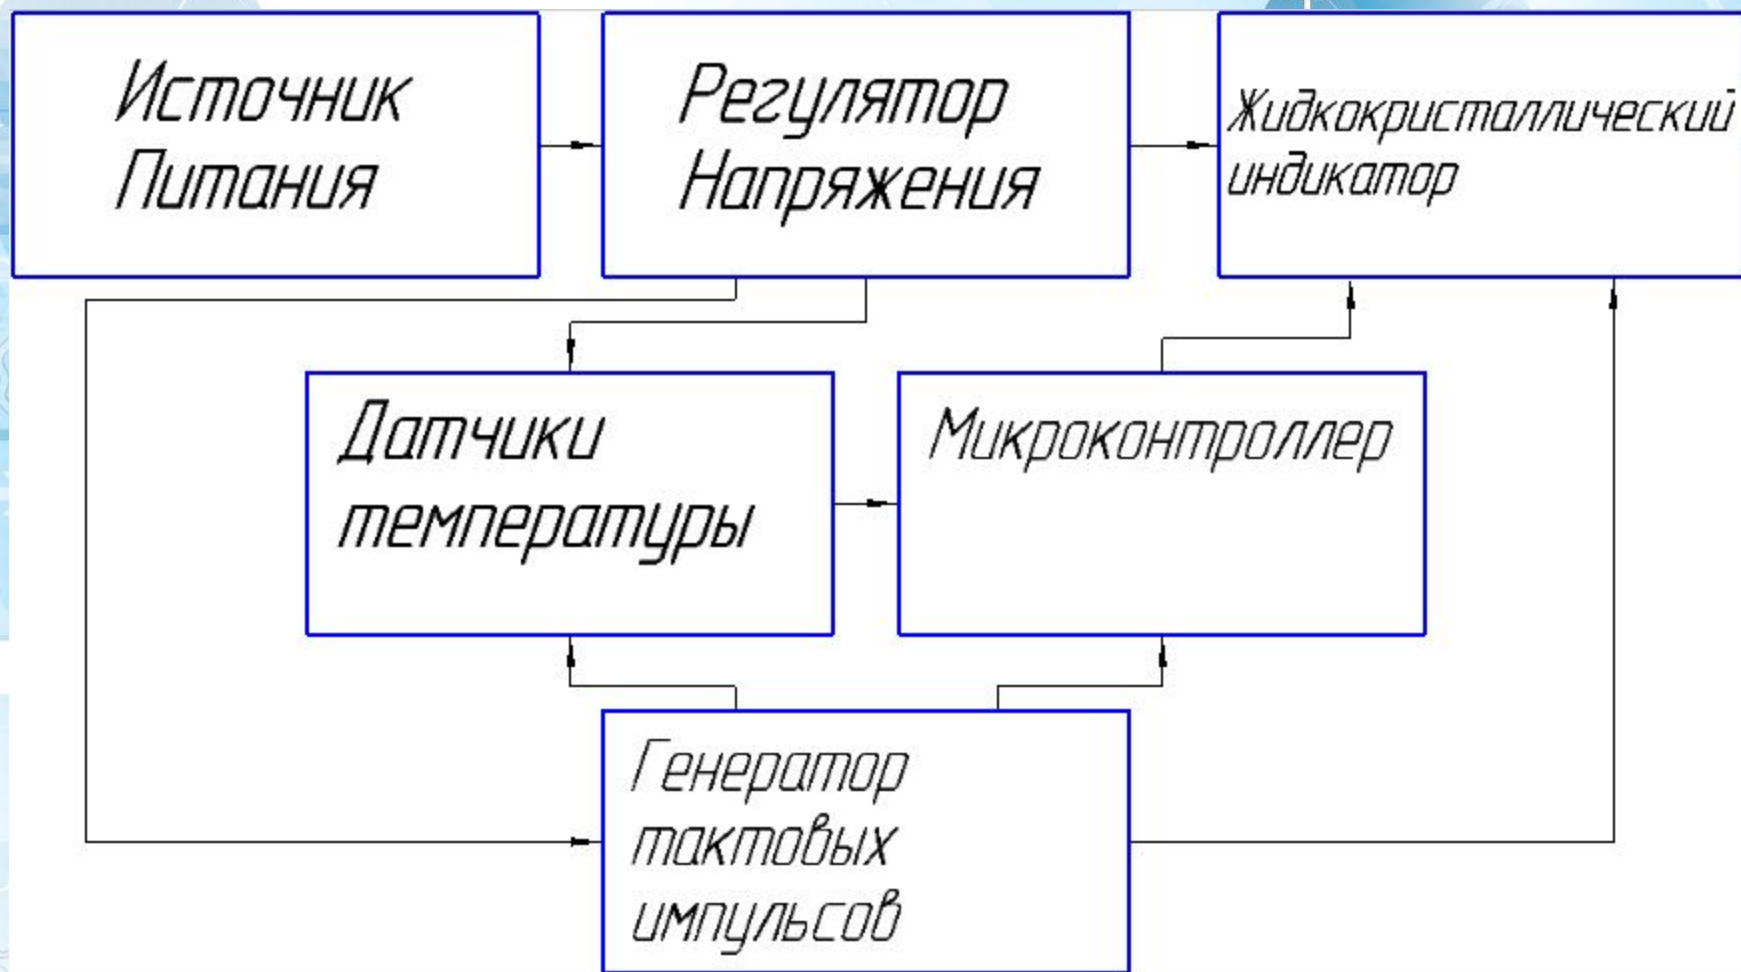 Источник
Питания
Регулятор
Напряжения
Жидкокристаллический
индикатор
Датчики
температуры
Микроконтроллер
Генератор
тактовых
импульсов